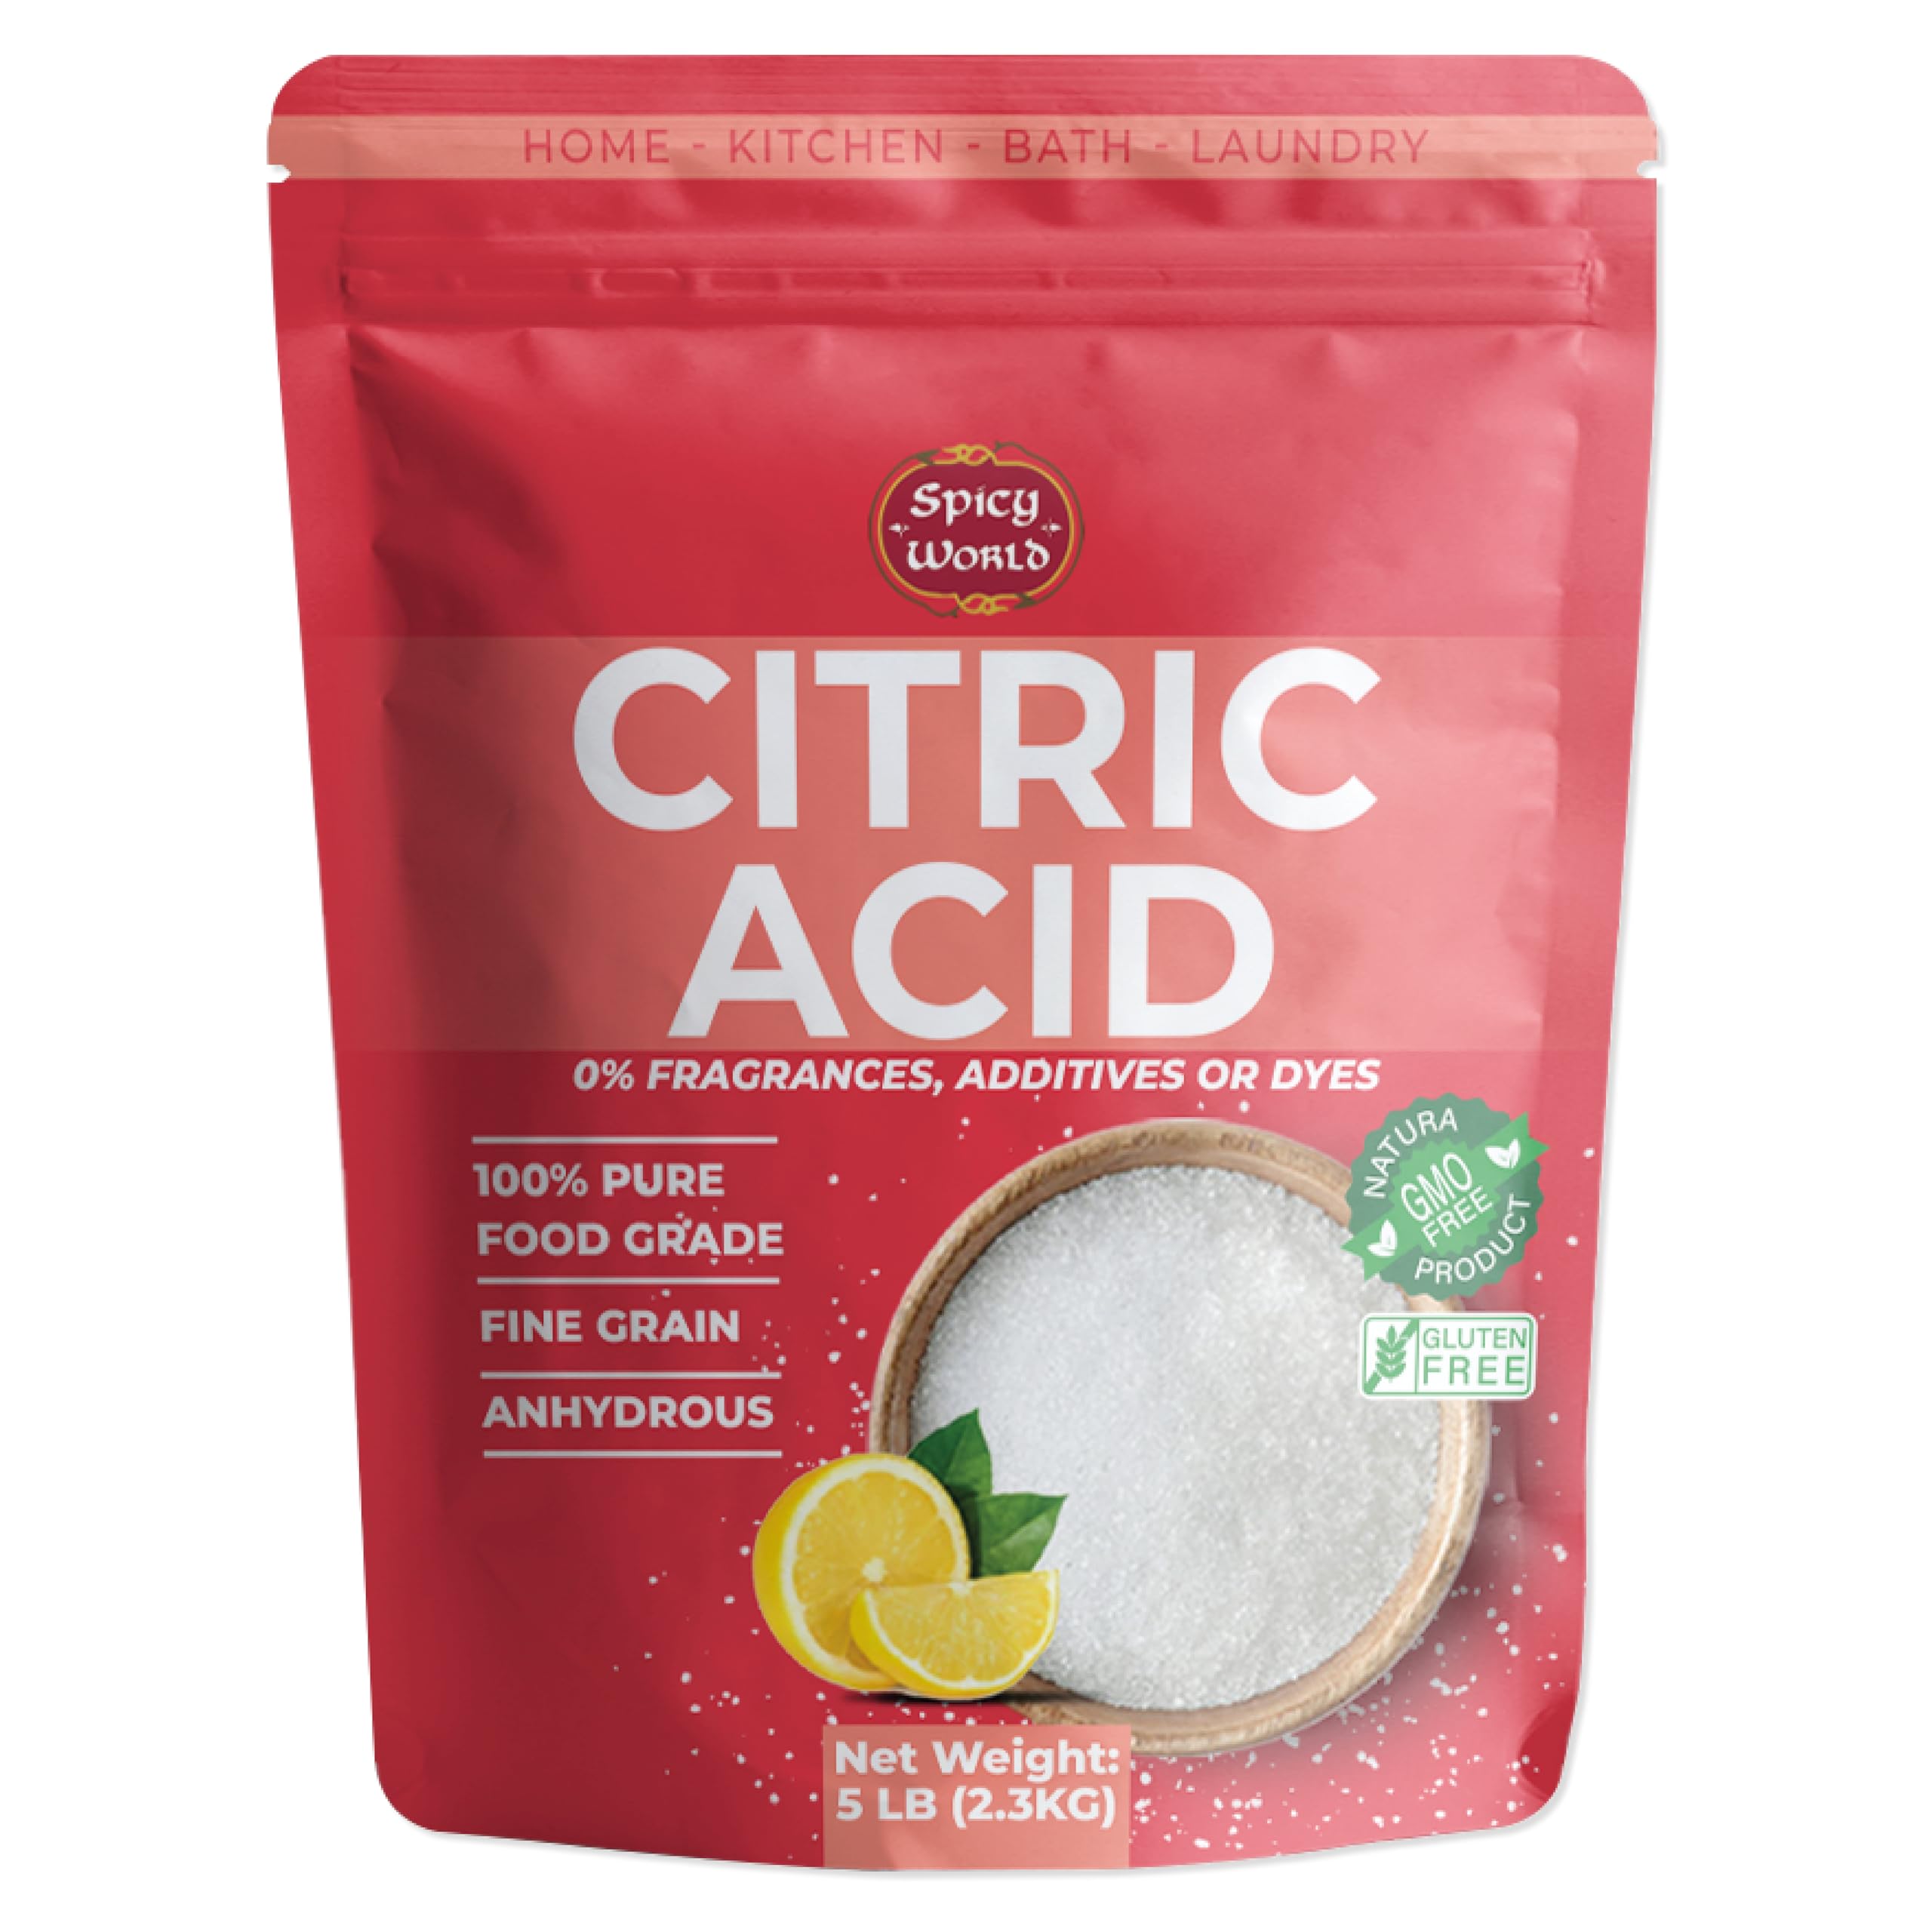 HOME - KITCHEN - BATH - LAUNDRY
Spicy
World
CITRIC
ACID
0% FRAGRANCES, ADDITIVES OR DYES
100% PURE
FOOD GRADE
FINE GRAIN
ANHYDROUS
NATURA
GMO
FREE
PRODUCT
GLUTEN
FREE
Net Weight:
5 LB (2.3KG)